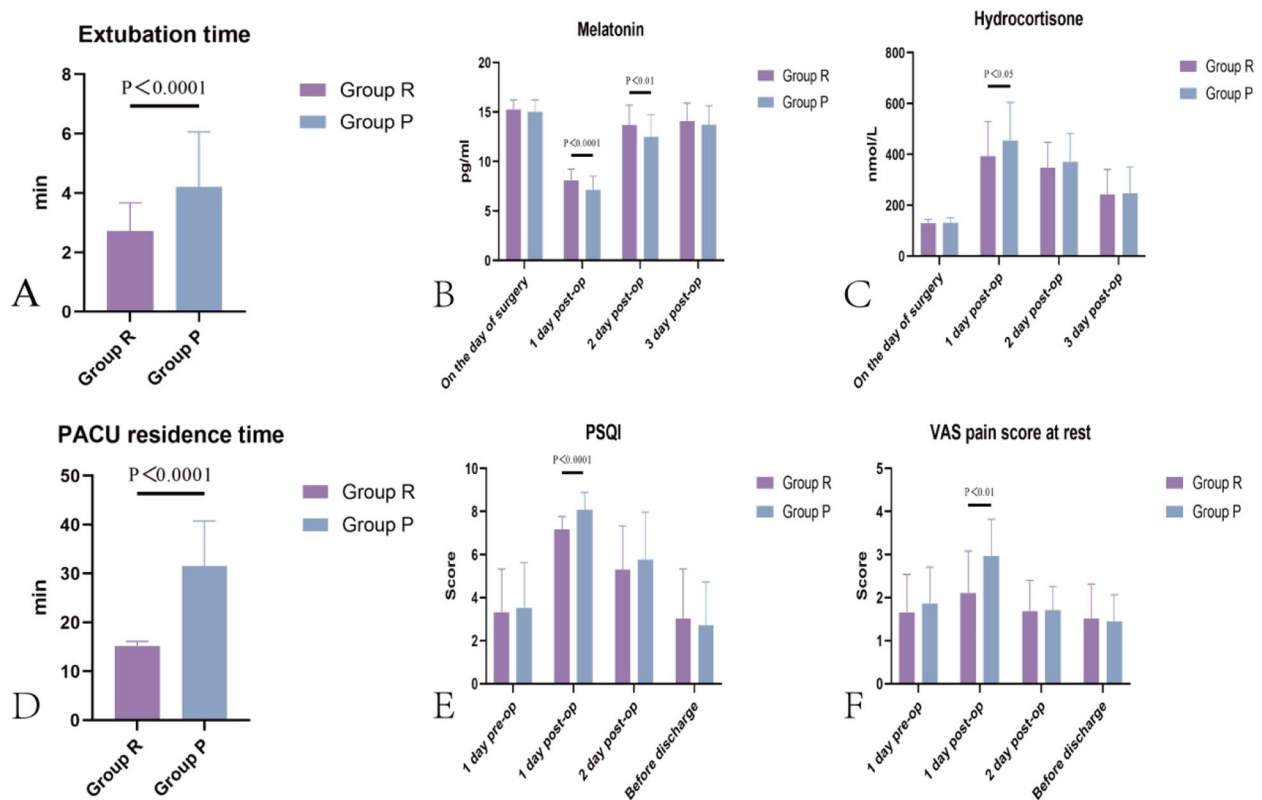 A
Extubation time
P<0.0001
min
8
6
4
2
0
Group R
Group P
Group R
Group P
B
Melatonin
pg/ml
20
15
10
5
0
P<0.0001
P<0.01
On the day of surgery
1 day post-op
2 day post-op
3 day post-op
Group R
Group P
C
Hydrocortisone
nmol/L
800
600
400
200
0
P<0.05
On the day of surgery
1 day post-op
2 day post-op
3 day post-op
Group R
Group P
D
PACU residence time
P<0.0001
min
50
40
30
20
10
0
Group R
Group P
Group R
Group P
E
PSQI
Score
10
8
6
4
2
0
P<0.0001
1 day pre-op
1 day post-op
2 day post-op
Before discharge
Group R
Group P
F
VAS pain score at rest
Score
5
4
3
2
1
0
P<0.01
1 day pre-op
1 day post-op
2 day post-op
Before discharge
Group R
Group P